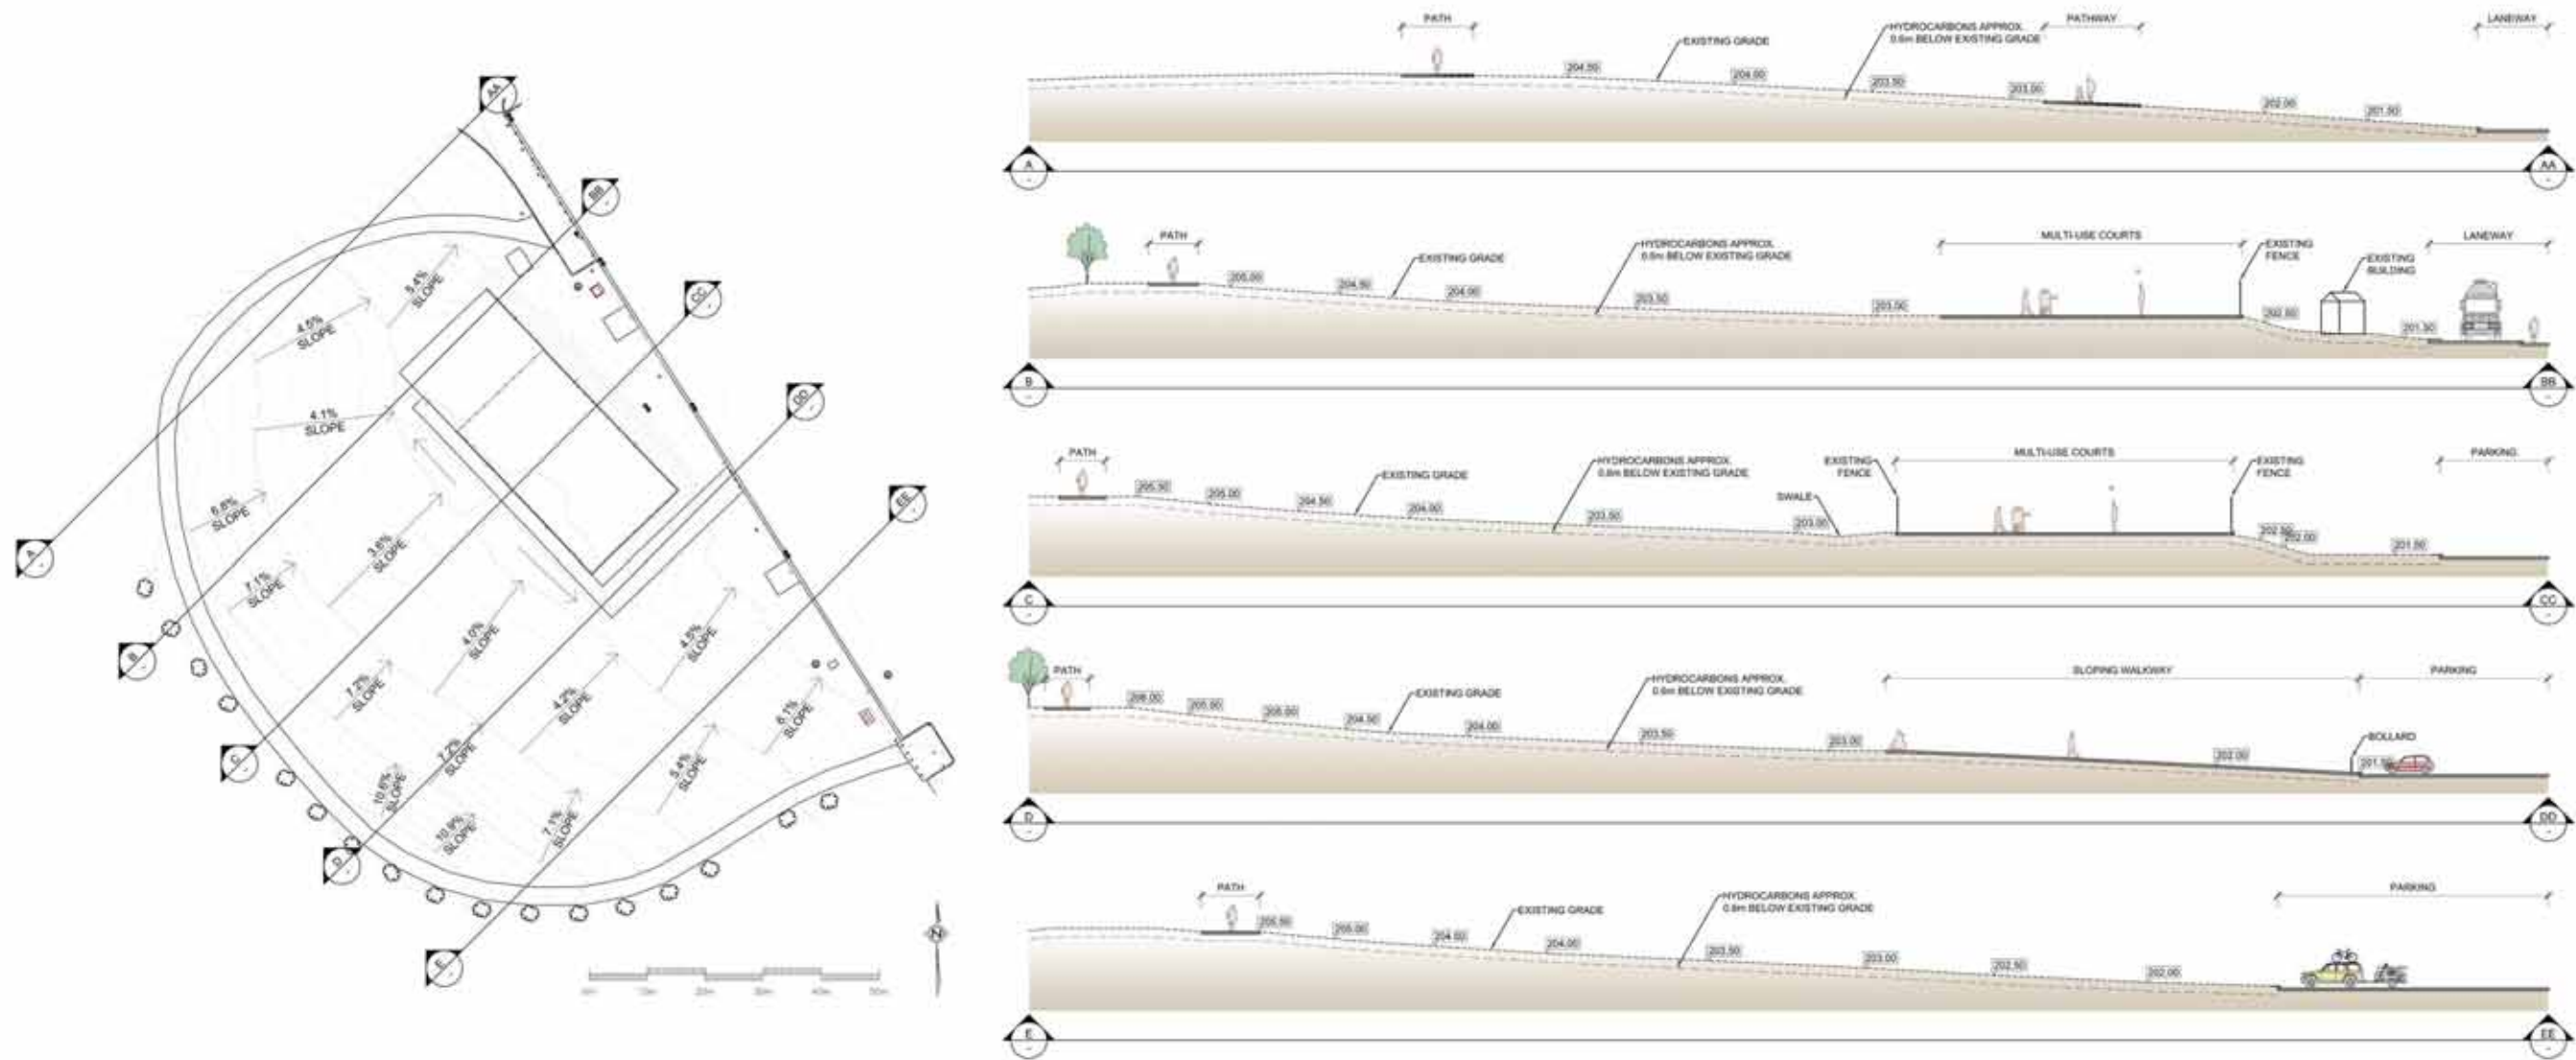 AA
BB
CC
DD
EE
A
B
C
D
E
5.4%
SLOPE
4.5%
SLOPE
4.1%
SLOPE
6.8%
SLOPE
3.8%
SLOPE
7.1%
SLOPE
4.0%
SLOPE
4.5%
SLOPE
7.2%
SLOPE
4.2%
SLOPE
6.1%
SLOPE
7.2%
SLOPE
5.4%
SLOPE
10.6%
SLOPE
10.9%
SLOPE
7.1%
SLOPE
N
10m
20m
30m
40m
50m
PATH
EXISTING GRADE
HYDROCARBONS APPROX.
0.6m BELOW EXISTING GRADE
PATHWAY
LANEWAY
204.50
204.00
203.50
203.00
202.00
201.50
A
AA
PATH
EXISTING GRADE
HYDROCARBONS APPROX.
0.6m BELOW EXISTING GRADE
MULTI-USE COURTS
EXISTING
FENCE
EXISTING
BUILDING
LANEWAY
205.00
204.50
204.00
203.50
203.00
202.50
201.50
B
BB
PATH
EXISTING GRADE
HYDROCARBONS APPROX.
0.6m BELOW EXISTING GRADE
SWALE
EXISTING
FENCE
MULTI-USE COURTS
EXISTING
FENCE
PARKING
205.50
205.00
204.50
204.00
203.50
203.00
202.50
202.00
201.50
C
CC
PATH
EXISTING GRADE
HYDROCARBONS APPROX.
0.6m BELOW EXISTING GRADE
SLOPING WALKWAY
PARKING
BOLLARD
206.00
205.00
205.00
204.50
204.00
203.50
203.00
202.00
201.50
D
DD
PATH
EXISTING GRADE
HYDROCARBONS APPROX.
0.6m BELOW EXISTING GRADE
PARKING
205.50
205.00
204.50
204.00
203.50
203.00
202.50
202.00
E
EE